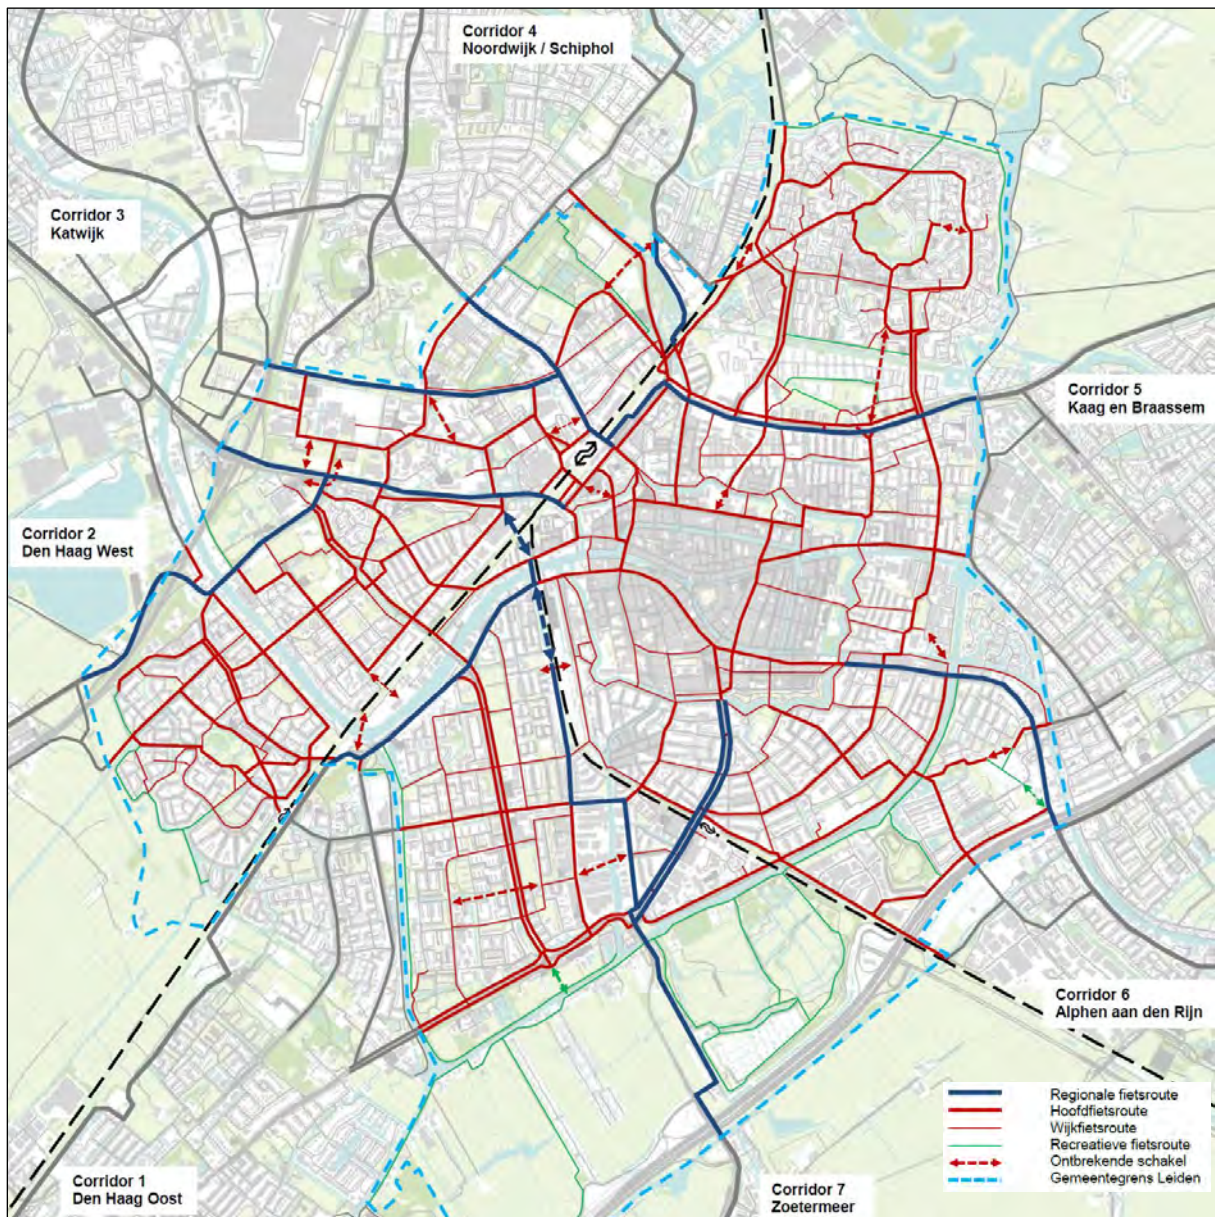 Corridor 4
Noordwijk / Schiphol
Corridor 3
Katwijk
Corridor 5
Kaag en Braassem
Corridor 2
Den Haag West
Corridor 6
Alphen aan den Rijn
Corridor 1
Den Haag Oost
Corridor 7
Zoetermeer
Regionale fietsroute
Hoofdfietsroute
Wijkfietsroute
Recreatieve fietsroute
Ontbrekende schakel
Gemeentegrens Leiden